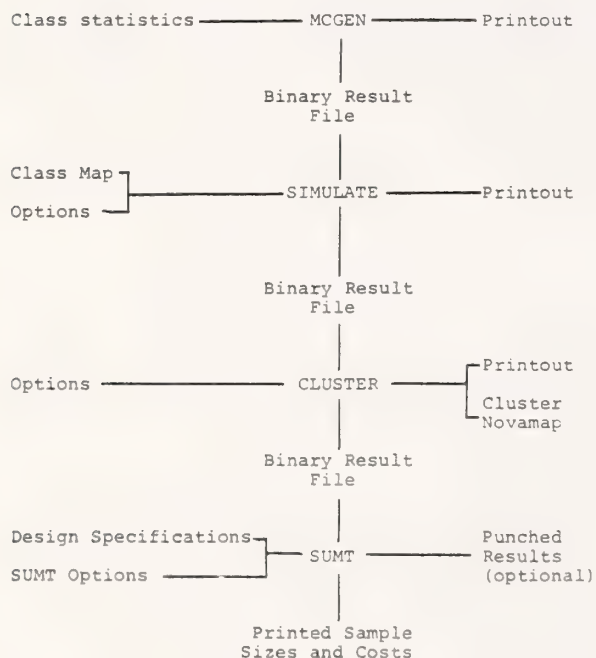 Class statistics MCGEN Printout
Binary Result
File
Class Map
Options SIMULATE Printout
Binary Result
File
Options CLUSTER Printout
Cluster
Novamap
Binary Result
File
Design Specifications
SUMT Options SUMT Punched
Results
(optional)
Printed Sample
Sizes and Costs